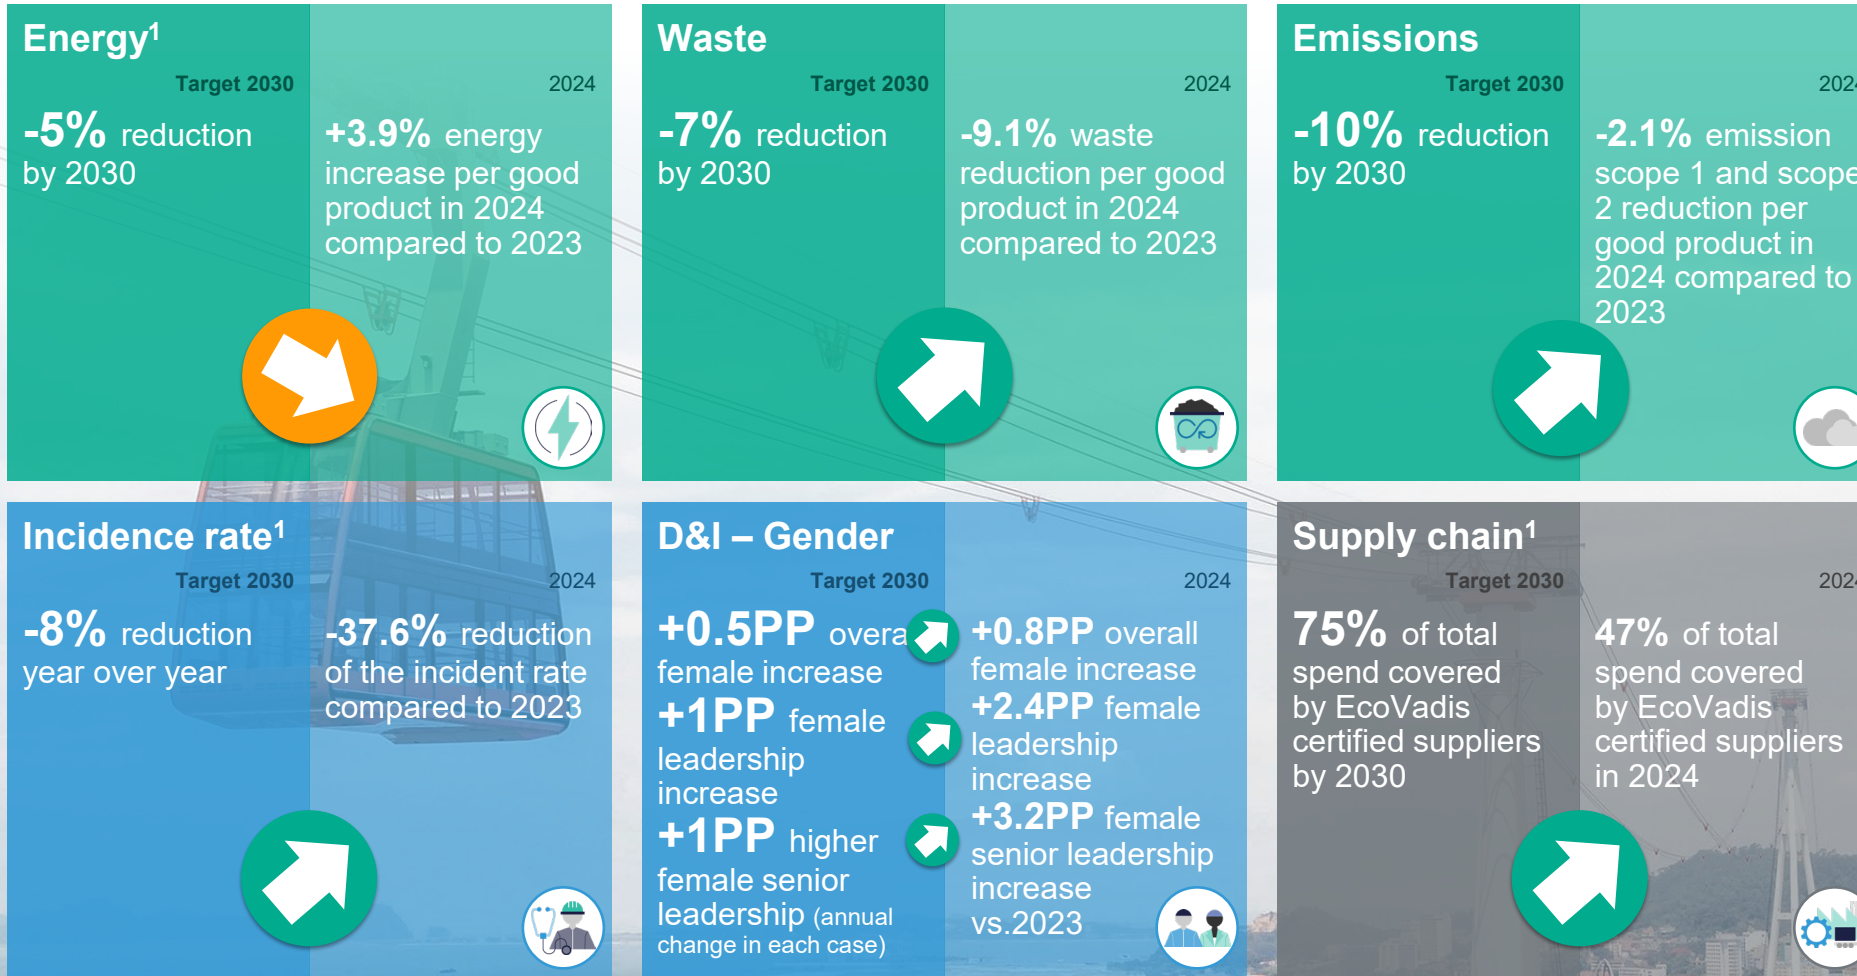 Energy¹
Target 2030
-5% reduction
by 2030
2024
+3.9% energy
increase per good
product in 2024
compared to 2023
Waste
Target 2030
-7% reduction
by 2030
2024
-9.1% waste
reduction per good
product in 2024
compared to 2023
Emissions
Target 2030
-10% reduction
by 2030
2024
-2.1% emission
scope 1 and scope
2 reduction per
good product in
2024 compared to
2023
Incidence rate¹
Target 2030
-8% reduction
year over year
2024
-37.6% reduction
of the incident rate
compared to 2023
D&I – Gender
Target 2030
+0.5PP overa
female increase
+1PP female
leadership
increase
+1PP higher
female senior
leadership (annual
change in each case)
2024
+0.8PP overall
female increase
+2.4PP female
leadership
increase
+3.2PP female
senior leadership
increase
vs.2023
Supply chain¹
Target 2030
75% of total
spend covered
by EcoVadis
certified suppliers
by 2030
2024
47% of total
spend covered
by EcoVadis
certified suppliers
in 2024